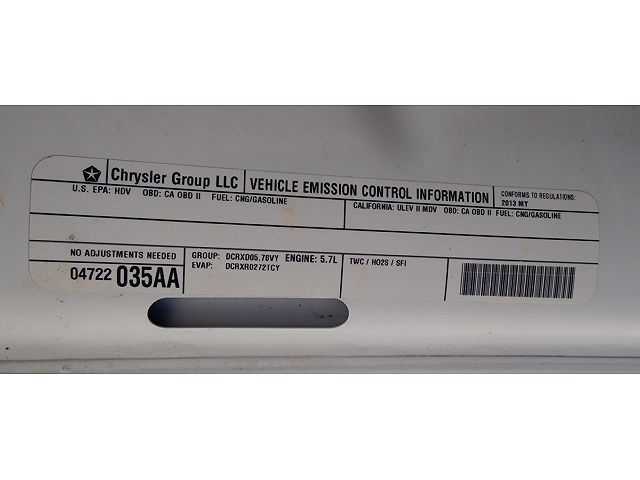 Chrysler Group LLC VEHICLE EMISSION CONTROL INFORMATION
CONFORMS TO REGULATIONS:
2013 MY
U.S. EPA: HDV OBD: CA OBD II FUEL: CNG/GASOLINE
CALIFORNIA: ULEV II MDV OBD: CA OBD II FUEL: CNG/GASOLINE
NO ADJUSTMENTS NEEDED
04722 035AA
GROUP: DCRXD05.78VY ENGINE: 5.7L
EVAP: DCRXR0272TCY
TWC / HO2S / SFI